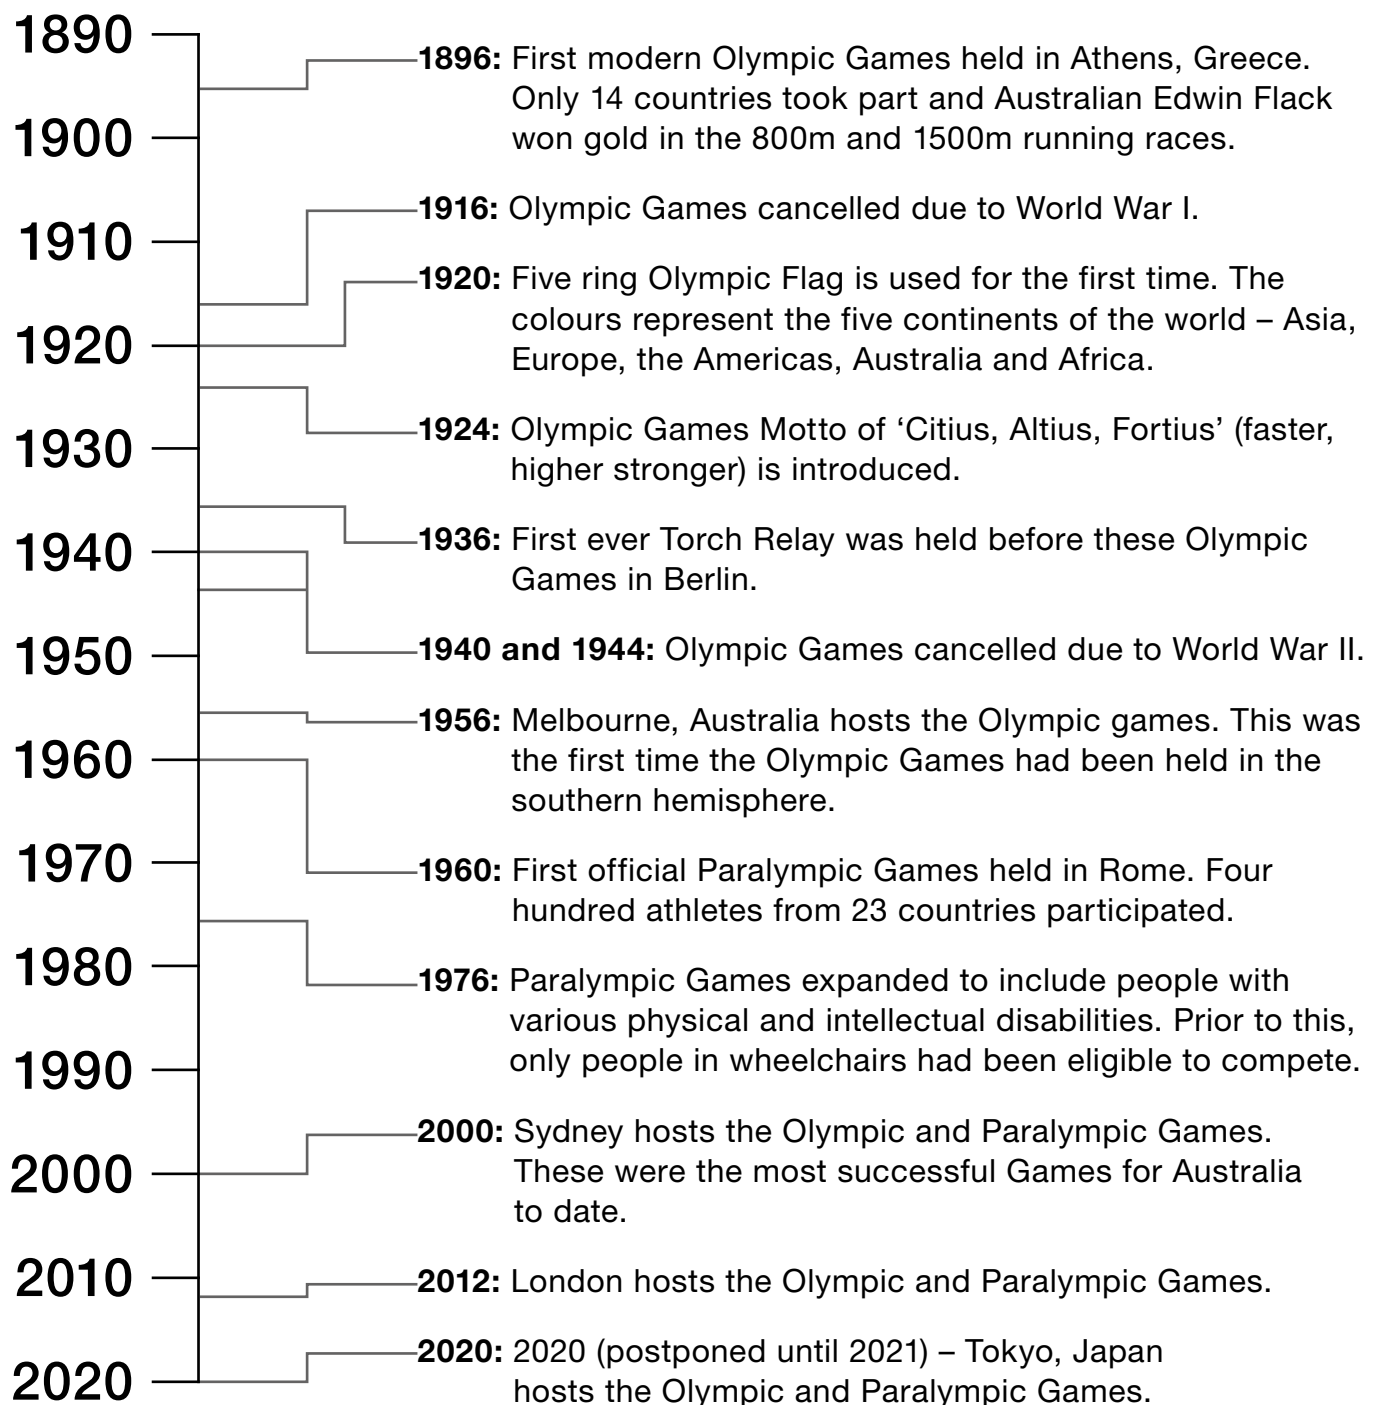 1890
1896: First modern Olympic Games held in Athens, Greece.
Only 14 countries took part and Australian Edwin Flack
1900
won gold in the 800m and 1500m running races.
1916: Olympic Games cancelled due to World War I.
1910
1920: Five ring Olympic Flag is used for the first time. The
colours represent the five continents of the world – Asia,
1920
Europe, the Americas, Australia and Africa.
1924: Olympic Games Motto of ‘Citius, Altius, Fortius’ (faster,
1930
higher stronger) is introduced.
1936: First ever Torch Relay was held before these Olympic
1940
Games in Berlin.
1940 and 1944: Olympic Games cancelled due to World War II.
1950
1956: Melbourne, Australia hosts the Olympic games. This was
1960
the first time the Olympic Games had been held in the
southern hemisphere.
1970
1960: First official Paralympic Games held in Rome. Four
hundred athletes from 23 countries participated.
1980
1976: Paralympic Games expanded to include people with
various physical and intellectual disabilities. Prior to this,
1990
only people in wheelchairs had been eligible to compete.
2000: Sydney hosts the Olympic and Paralympic Games.
2000
These were the most successful Games for Australia
to date.
2010
2012: London hosts the Olympic and Paralympic Games.
2020: 2020 (postponed until 2021) – Tokyo, Japan
2020
hosts the Olympic and Paralympic Games.